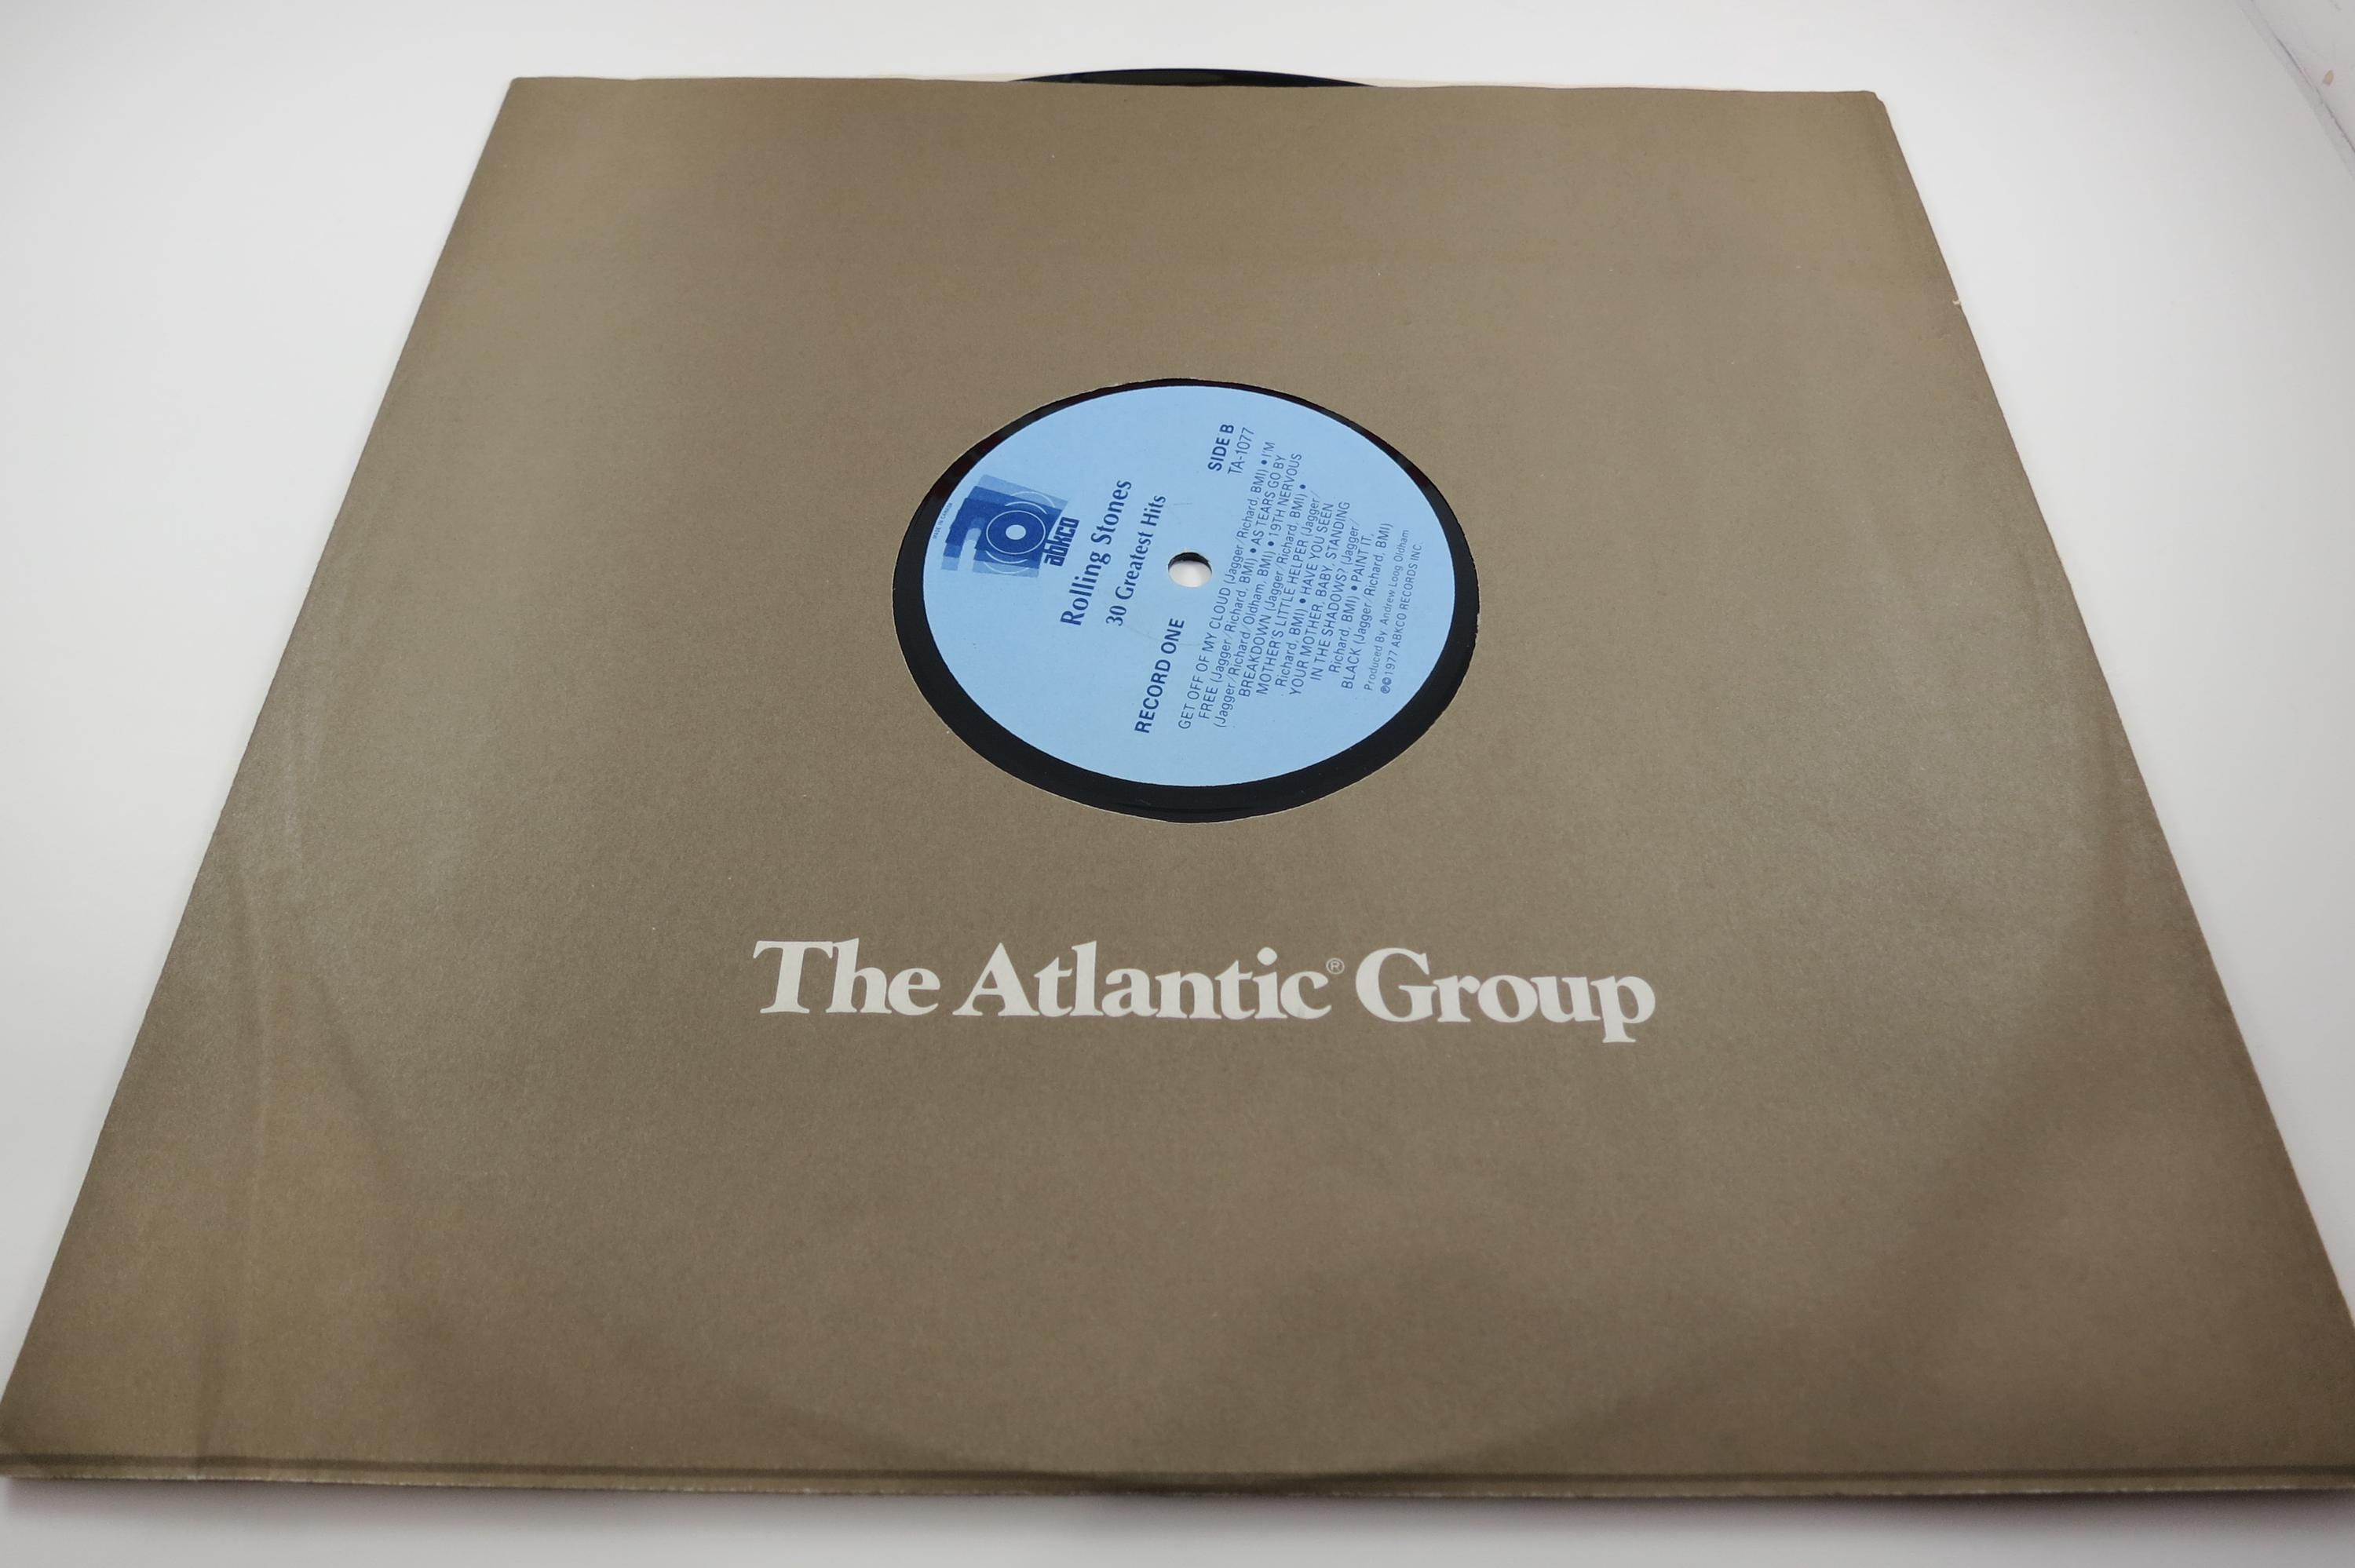 MADE IN CANADA
abkco
Rolling Stones
30 Greatest Hits
RECORD ONE
SIDE B
TA-1077
GET OFF OF MY CLOUD (Jagger/Richard, BMI) • I'M
FREE (Jagger/Richard, BMI) • AS TEARS GO BY
(Jagger/Richard/Oldham, BMI) • 19TH NERVOUS
BREAKDOWN (Jagger/Richard, BMI) •
MOTHER'S LITTLE HELPER (Jagger/
Richard, BMI) • HAVE YOU SEEN
YOUR MOTHER, BABY, STANDING
IN THE SHADOWS? (Jagger/
Richard, BMI) • PAINT IT,
BLACK (Jagger/Richard, BMI)
Produced By: Andrew Loog Oldham
℗©1977 ABKCO RECORDS INC.
The Atlantic® Group